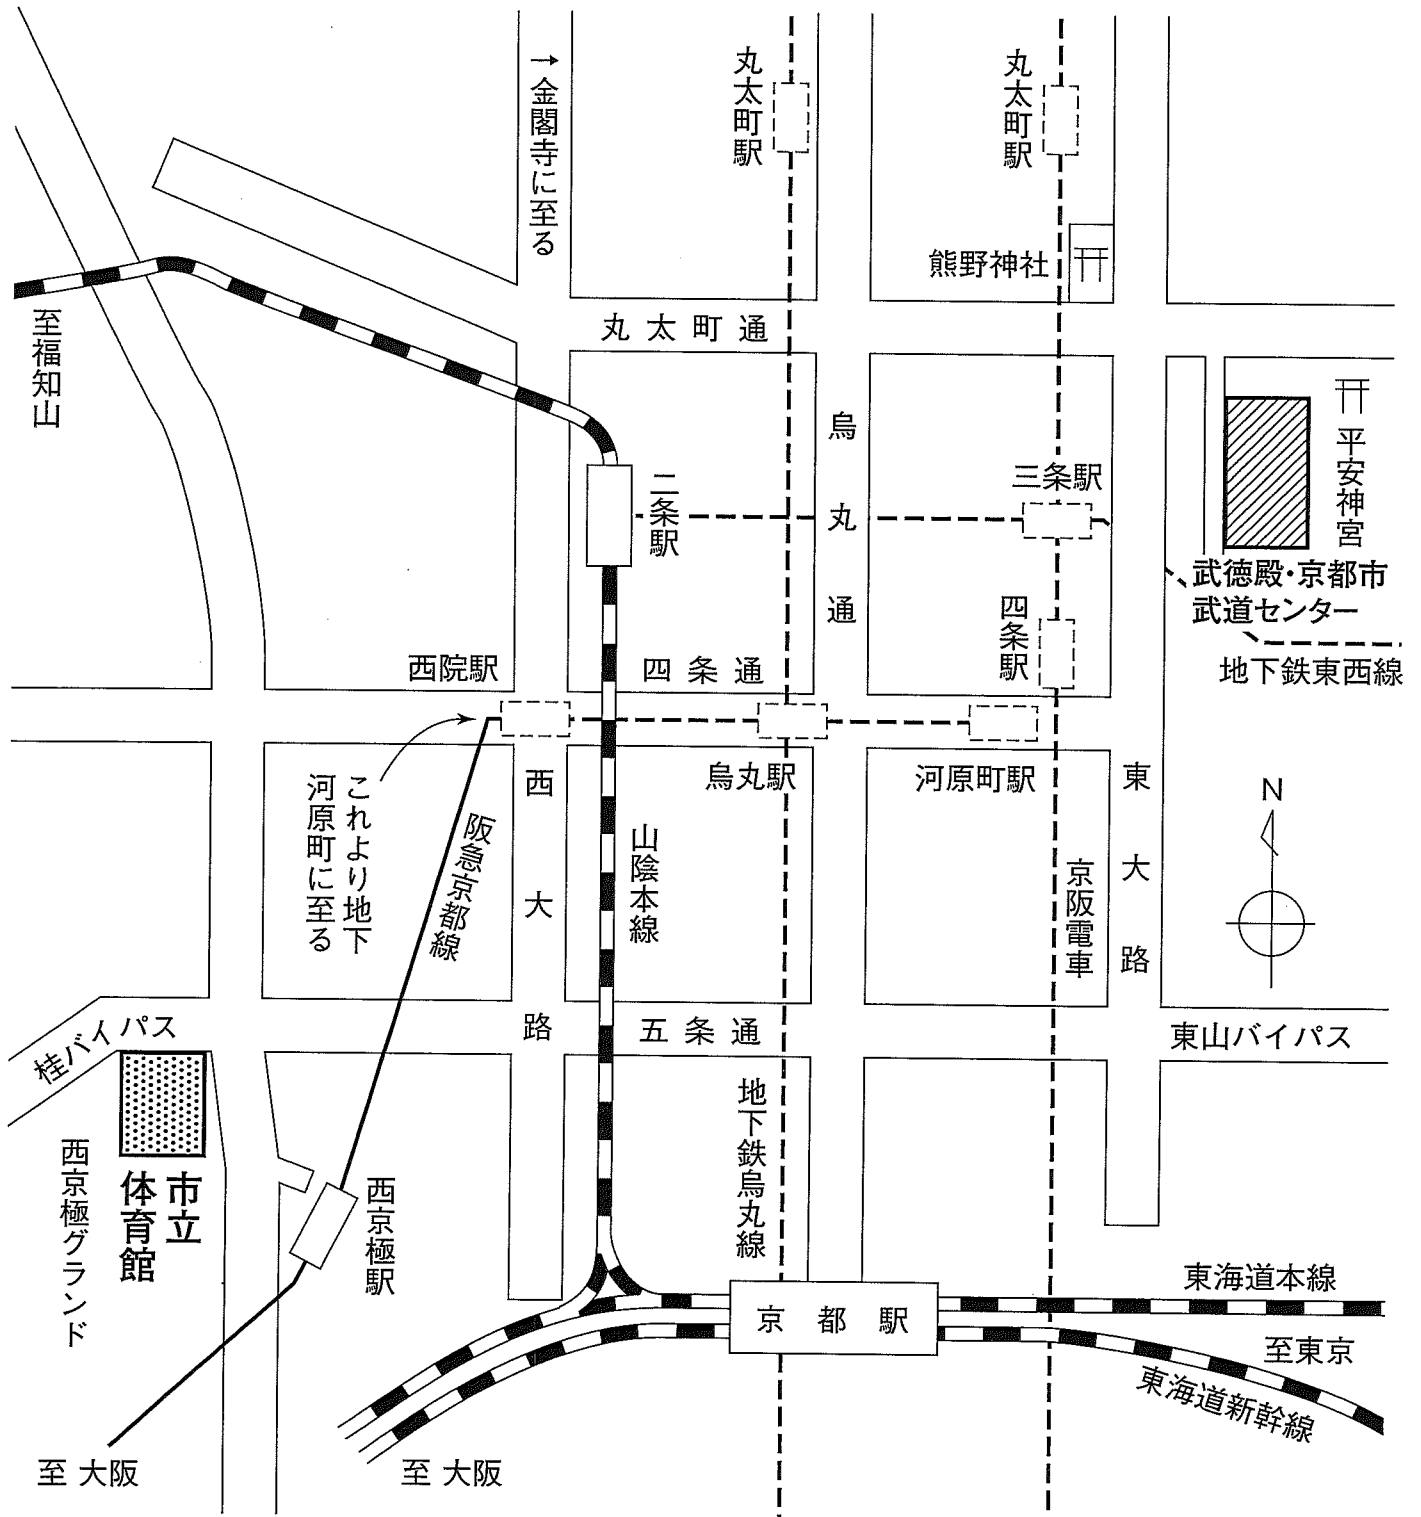 →金閣寺に至る
丸太町駅
丸太町駅
熊野神社
至福知山
丸太町通
烏丸通
平安神宮
三条駅
二条駅
武徳殿・京都市
武道センター
地下鉄東西線
四条駅
西院駅
四条通
烏丸駅
河原町駅
これより地下
河原町に至る
阪急京都線
西大路
山陰本線
東大路
京阪電車
N
桂バイパス
五条通
東山バイパス
市立
体育館
西京極グランド
西京極駅
地下鉄烏丸線
京都駅
東海道本線
至東京
東海道新幹線
至 大阪
至 大阪